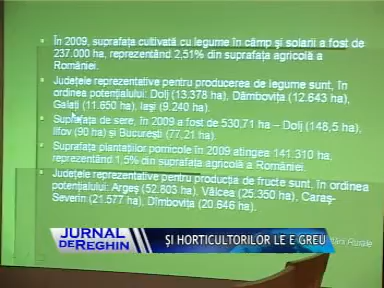 În 2009, suprafața cultivată cu legume în câmp și solarii a fost de
237.000 ha, reprezentând 2,51% din suprafața agricolă a
României.
Județele reprezentative pentru producerea de legume sunt, în
ordinea potențialului: Dolj (13.378 ha), Dâmbovița (12.643 ha),
Galați (11.650 ha), Iași (9.240 ha).
Suprafața de sere, în 2009 a fost de 530,71 ha – Dolj (148,5 ha),
Ilfov (90 ha) și București (77,21 ha).
Suprafața plantațiilor pomicole în 2009 atingea 141.310 ha,
reprezentând 1,5% din suprafața agricolă a României.
Județele reprezentative pentru producția de fructe sunt, în ordinea
potențialului: Argeș (52.803 ha), Vâlcea (25.350 ha), Caraș-
Severin (21.577 ha), Dîmbovița (20.646 ha).
JURNAL
DEREGHIN
ȘI HORTICULTORILOR LE E GREU
Rurale